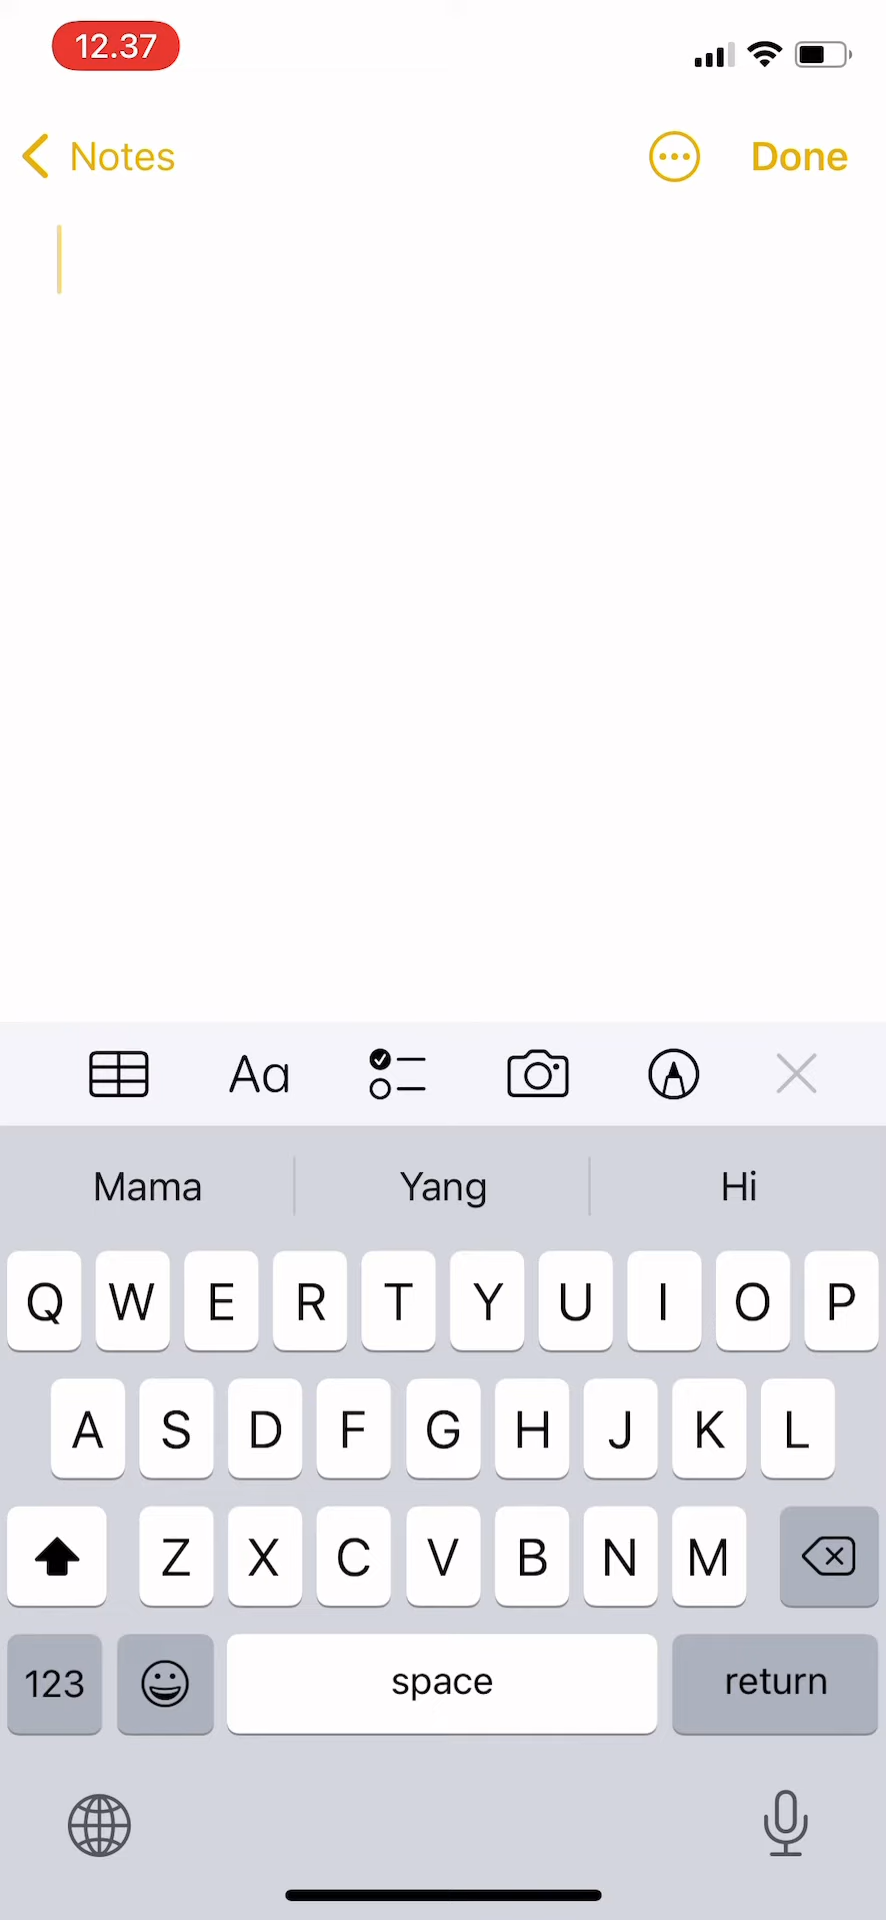 12.37
Notes Done
Aa
Mama Yang Hi
Q W E R T Y U I O P
A S D F G H J K L
Z X C V B N M
123 space return